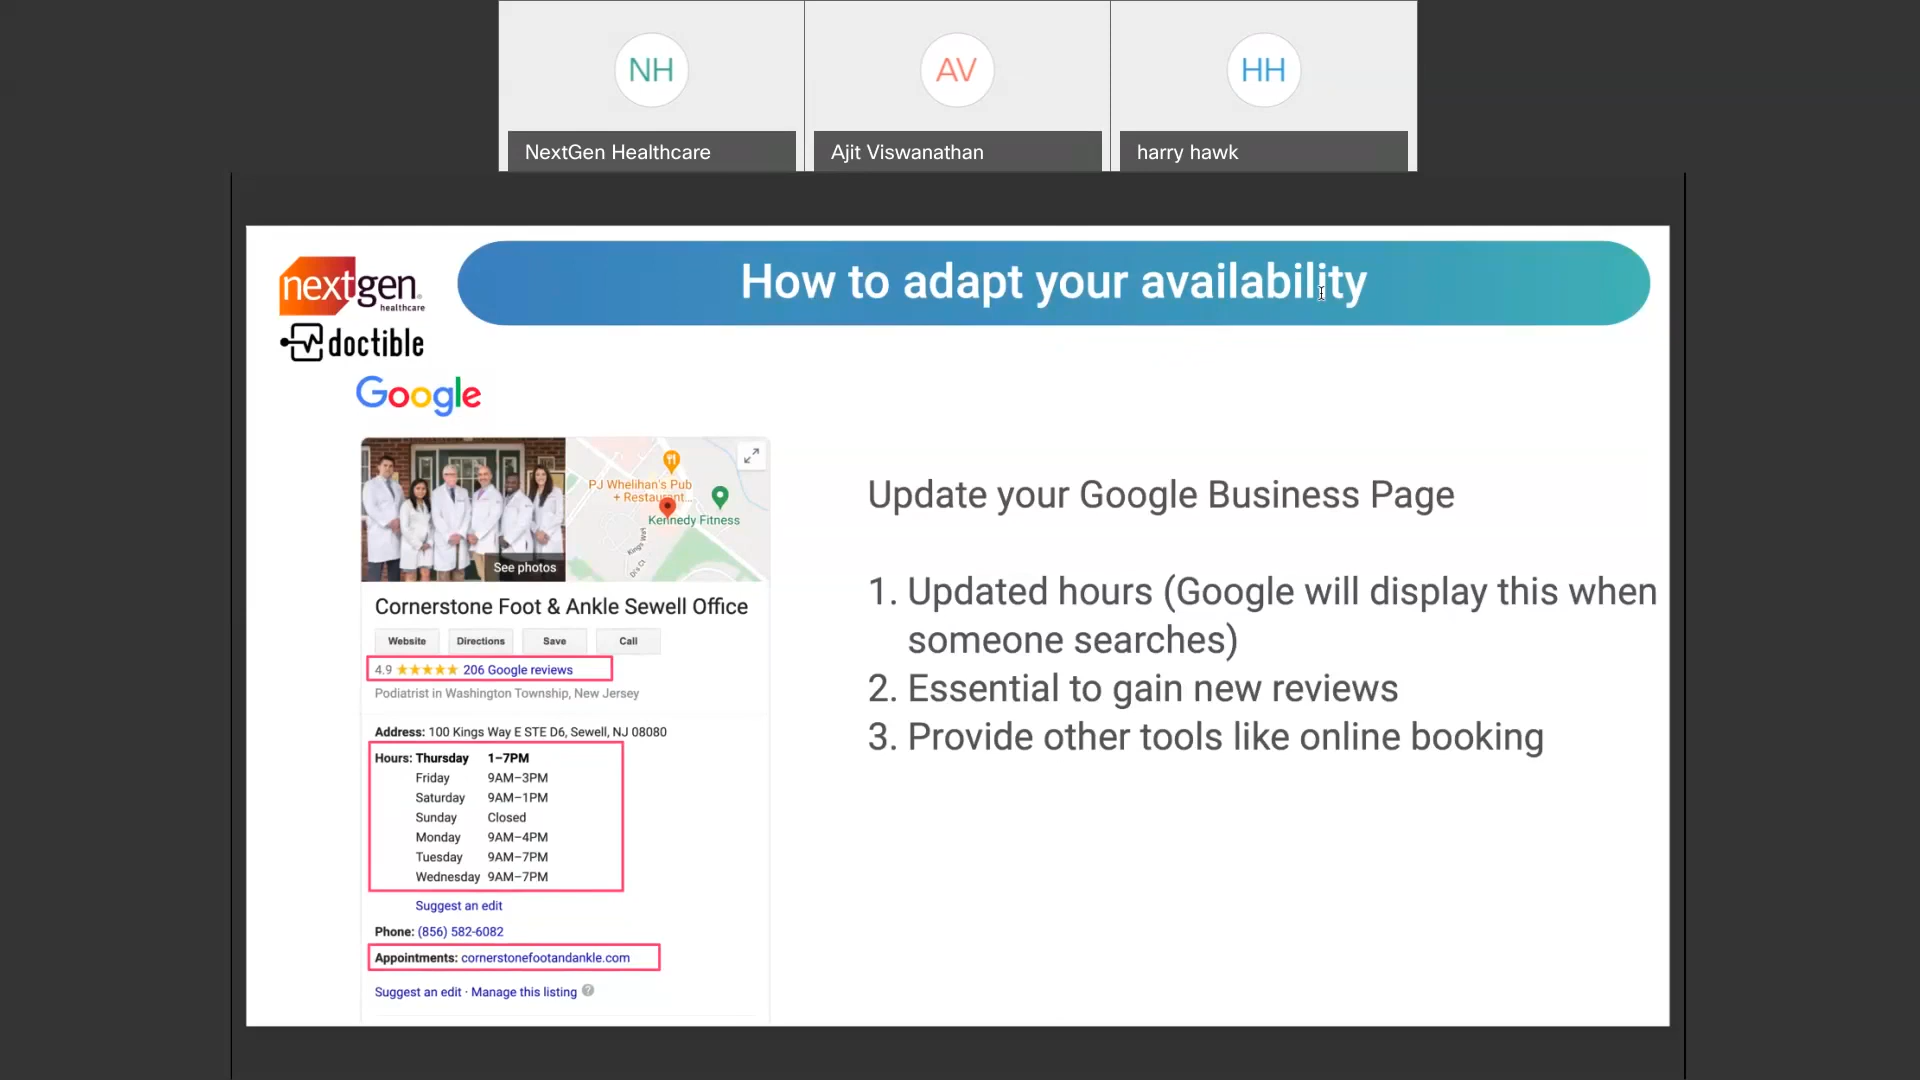 NH
AV
HH
NextGen Healthcare
Ajit Viswanathan
harry hawk
nextgen
healthcare
doctible
How to adapt your availability
Google
PJ Whelihan's Pub
+ Restaurant...
Kennedy Fitness
Kings Way
Di's Ct
See photos
Cornerstone Foot & Ankle Sewell Office
Website Directions Save Call
4.9 ★★★★★ 206 Google reviews
Podiatrist in Washington Township, New Jersey
Address: 100 Kings Way E STE D6, Sewell, NJ 08080
Hours: Thursday 1–7PM
Friday 9AM–3PM
Saturday 9AM–1PM
Sunday Closed
Monday 9AM–4PM
Tuesday 9AM–7PM
Wednesday 9AM–7PM
Suggest an edit
Phone: (856) 582-6082
Appointments: cornerstonefootandankle.com
Suggest an edit · Manage this listing ?
Update your Google Business Page
1. Updated hours (Google will display this when
someone searches)
2. Essential to gain new reviews
3. Provide other tools like online booking